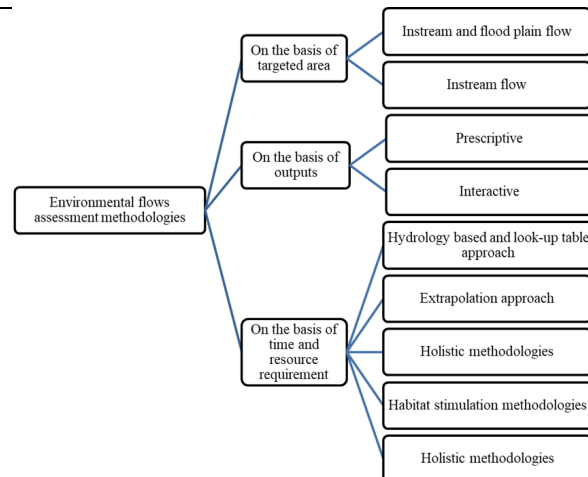 Environmental flows
assessment methodologies
On the basis of
targeted area
Instream and flood plain flow
Instream flow
On the basis of
outputs
Prescriptive
Interactive
On the basis of
time and
resource
requirement
Hydrology based and look-up table
approach
Extrapolation approach
Holistic methodologies
Habitat stimulation methodologies
Holistic methodologies